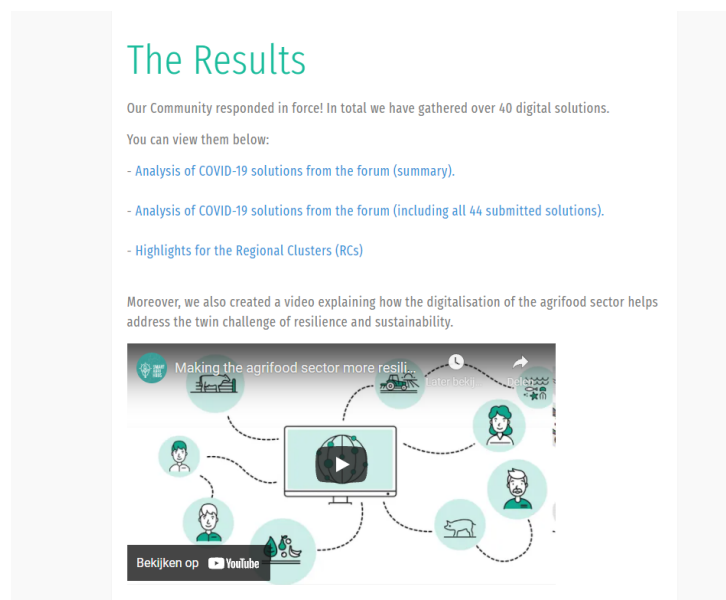 The Results
Our Community responded in force! In total we have gathered over 40 digital solutions.
You can view them below:
- Analysis of COVID-19 solutions from the forum (summary).
- Analysis of COVID-19 solutions from the forum (including all 44 submitted solutions).
- Highlights for the Regional Clusters (RCs)
Moreover, we also created a video explaining how the digitalisation of the agrifood sector helps
address the twin challenge of resilience and sustainability.
Making the agrifood sector more resili...
Later bekij...
Delen
Bekijken op YouTube